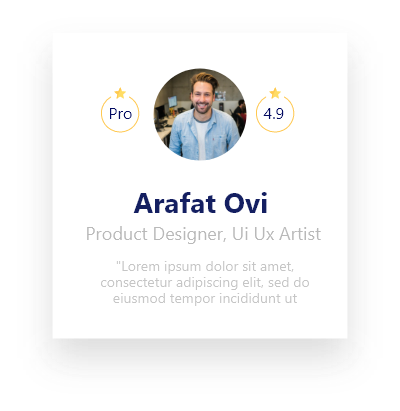 Pro
4.9
Arafat Ovi
Product Designer, Ui Ux Artist
"Lorem ipsum dolor sit amet,
consectetur adipiscing elit, sed do
eiusmod tempor incididunt ut